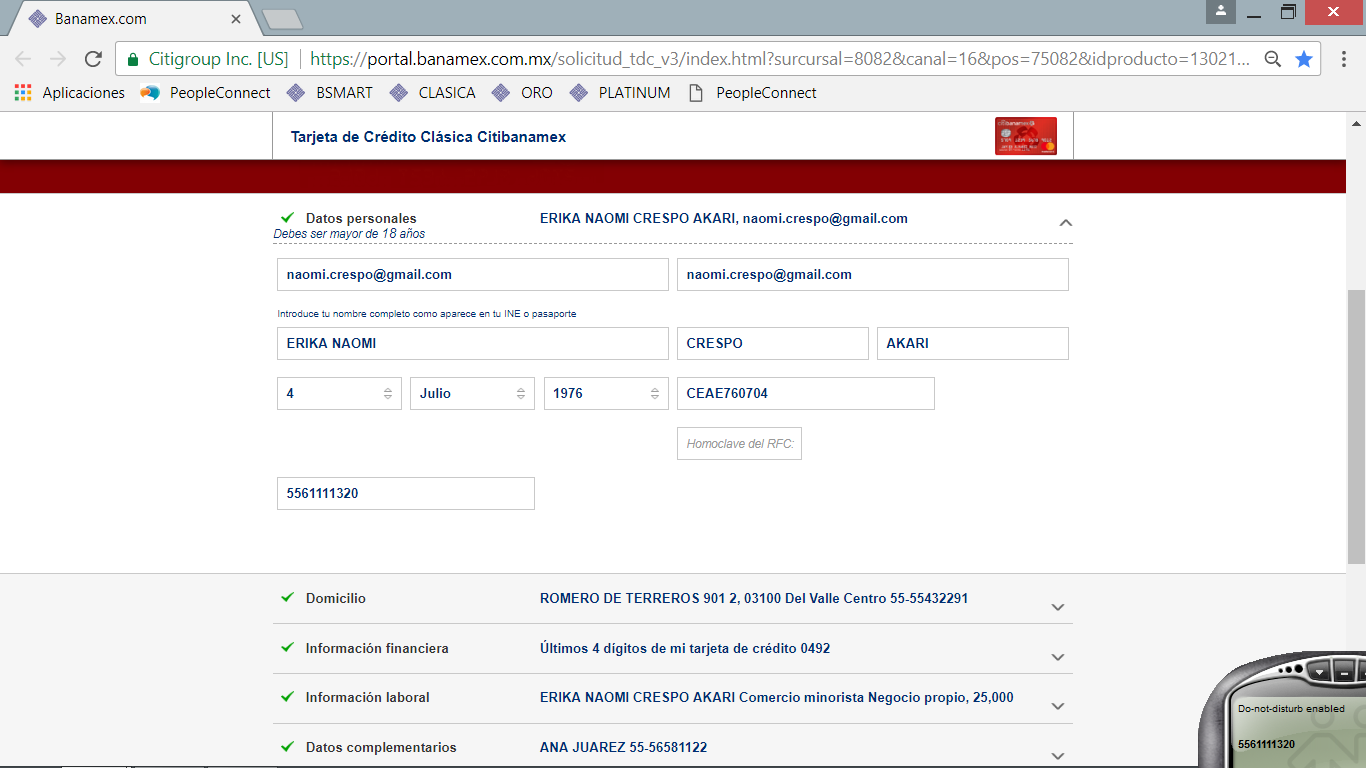 Banamex.com
Citigroup Inc. [US] https://portal.banamex.com.mx/solicitud_tdc_v3/index.html?sursursal=8082&canal=16&pos=75082&idproducto=13021...
Aplicaciones PeopleConnect BSMART CLASICA ORO PLATINUM PeopleConnect
Tarjeta de Crédito Clásica Citibanamex
Datos personales ERIKA NAOMI CRESPO AKARI, naomi.crespo@gmail.com
Debes ser mayor de 18 años
naomi.crespo@gmail.com naomi.crespo@gmail.com
Introduce tu nombre completo como aparece en tu INE o pasaporte
ERIKA NAOMI CRESPO AKARI
4 Julio 1976 CEAE760704
Homoclave del RFC:
5561111320
Domicilio ROMERO DE TERREROS 901 2, 03100 Del Valle Centro 55-55432291
Información financiera Últimos 4 dígitos de mi tarjeta de crédito 0492
Información laboral ERIKA NAOMI CRESPO AKARI Comercio minorista Negocio propio, 25,000
Do-not-disturb enabled
5561111320
Datos complementarios ANA JUAREZ 55-56581122